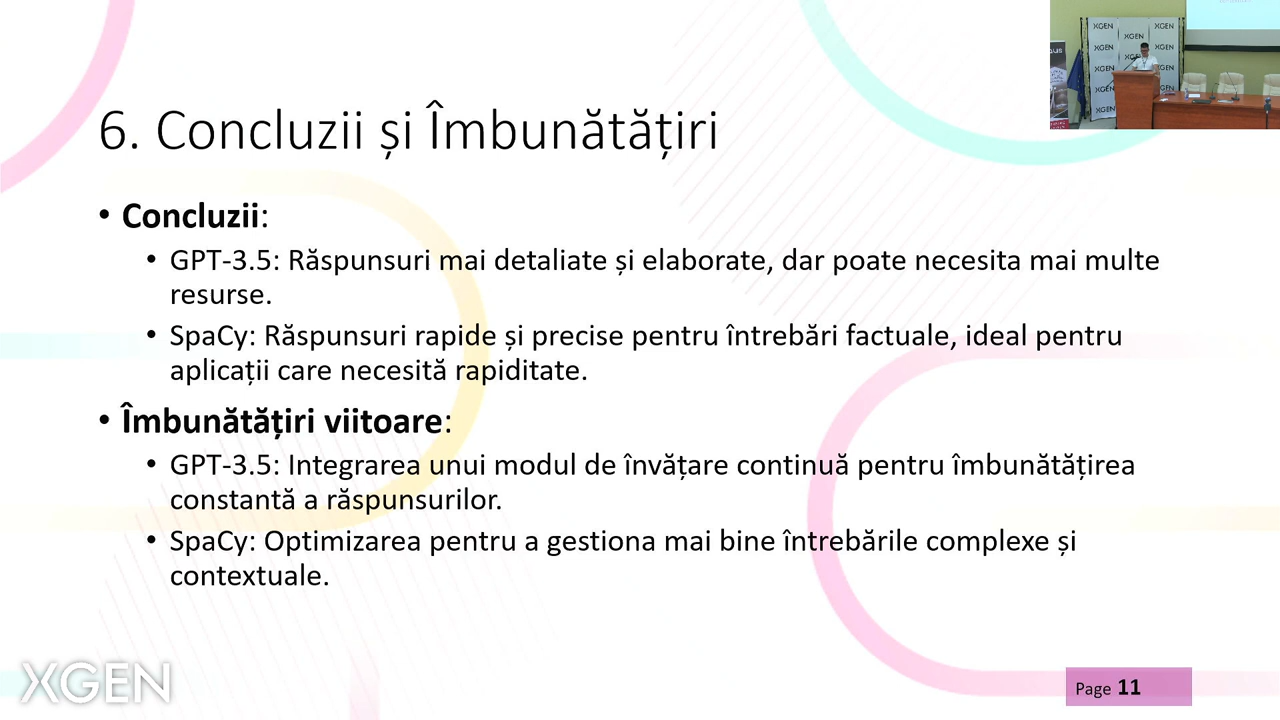 6. Concluzii și Îmbunătățiri
• Concluzii:
• GPT-3.5: Răspunsuri mai detaliate și elaborate, dar poate necesita mai multe
resurse.
• SpaCy: Răspunsuri rapide și precise pentru întrebări factuale, ideal pentru
aplicații care necesită rapiditate.
• Îmbunătățiri viitoare:
• GPT-3.5: Integrarea unui modul de învățare continuă pentru îmbunătățirea
constantă a răspunsurilor.
• SpaCy: Optimizarea pentru a gestiona mai bine întrebările complexe și
contextuale.
XGEN
Page 11
XGEN
XGEN
XGEN
XGEN
XGEN
XGEN
XGEN
XGEN